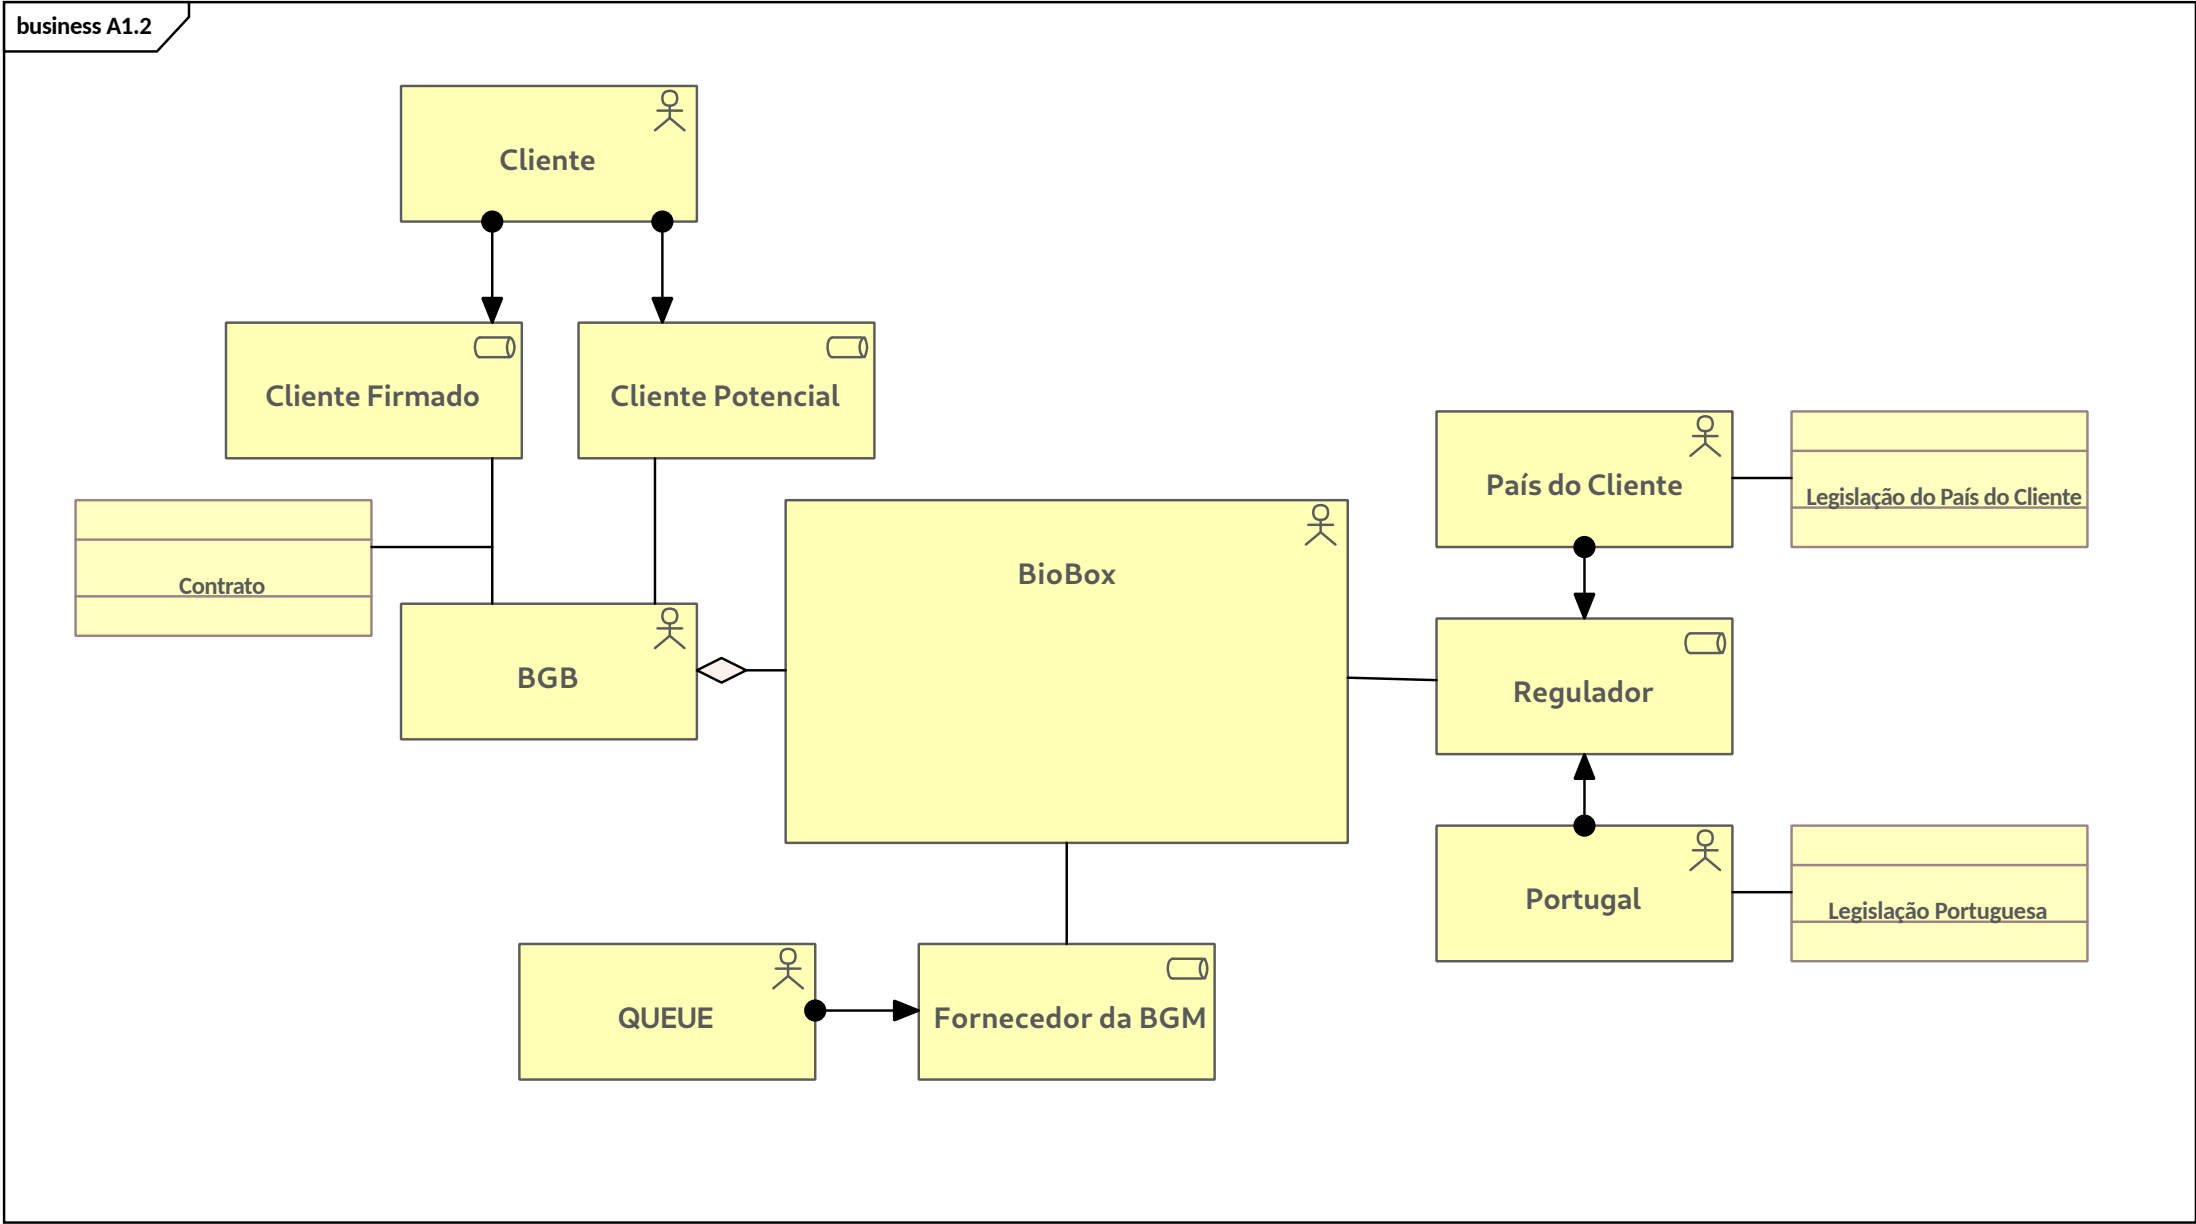 business A1.2
Cliente
Cliente Firmado
Cliente Potencial
País do Cliente
Legislação do País do Cliente
Contrato
BioBox
BGB
Regulador
Portugal
Legislação Portuguesa
QUEUE
Fornecedor da BGM